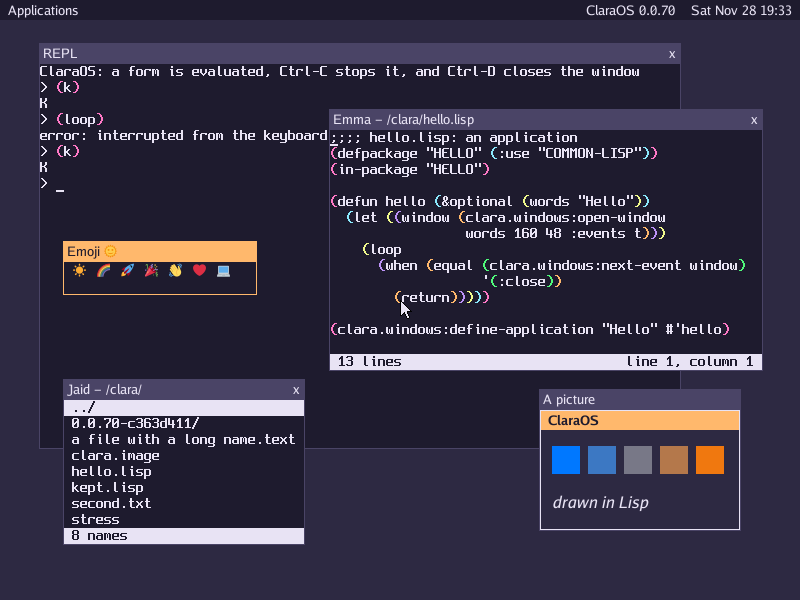 Applications
ClaraOS 0.0.70 Sat Nov 28 19:33
REPL x
ClaraOS: a form is evaluated, Ctrl-C stops it, and Ctrl-D closes the window
> (k)
K
> (loop)
error: interrupted from the keyboard
> (k)
K
> _
Emma – /clara/hello.lisp x
;;;; hello.lisp: an application
(defpackage "HELLO" (:use "COMMON-LISP"))
(in-package "HELLO")
(defun hello (&optional (words "Hello"))
(let ((window (clara.windows:open-window
words 160 48 :events t)))
(loop
(when (equal (clara.windows:next-event window)
'(:close))
(return)))))
(clara.windows:define-application "Hello" #'hello)
13 lines line 1, column 1
Emoji 🙂
☀️ 🌈 🚀 🎉 👋 ❤️ 💻
Jaid – /clara/ x
../
0.0.70-c363d411/
a file with a long name.text
clara.image
hello.lisp
kept.lisp
second.txt
stress
8 names
A picture
ClaraOS
drawn in Lisp